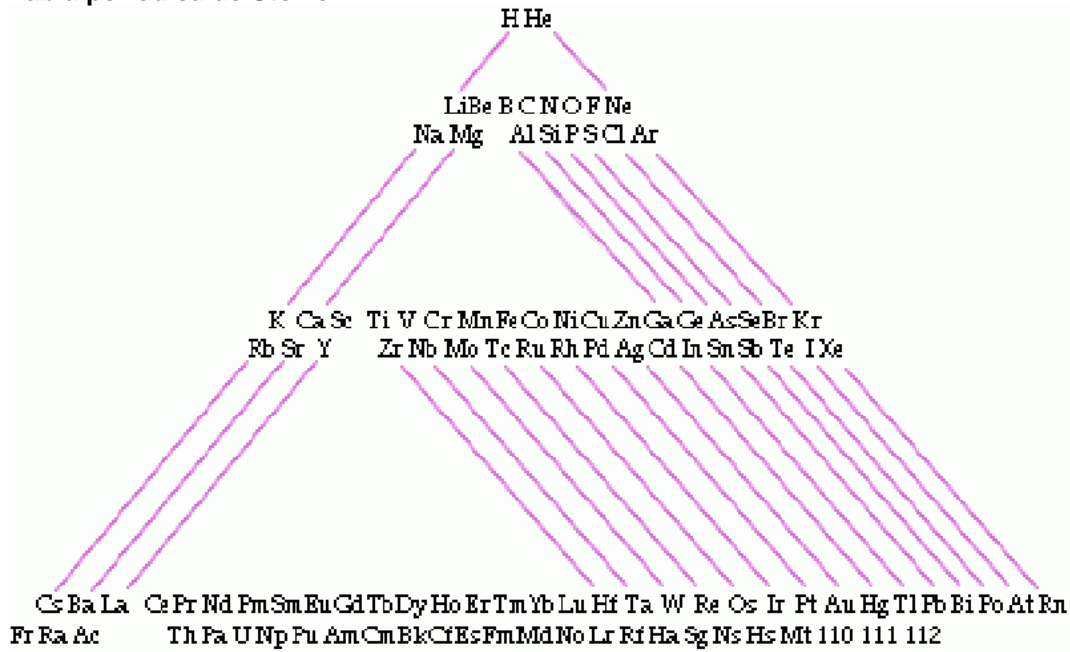 H He
Li Be B C N O F Ne
Na Mg Al Si P S Cl Ar
K Ca Sc Ti V Cr Mn Fe Co Ni Cu Zn Ga Ge As Se Br Kr
Rb Sr Y Zr Nb Mo Tc Ru Rh Pd Ag Cd In Sn Sb Te I Xe
Cs Ba La Ce Pr Nd Pm Sm Eu Gd Tb Dy Ho Er Tm Yb Lu Hf Ta W Re Os Ir Pt Au Hg Tl Pb Bi Po At Rn
Fr Ra Ac Th Pa U Np Pu Am Cm Bk Cf Es Fm Md No Lr Rf Ha Sg Ns Hs Mt 110 111 112